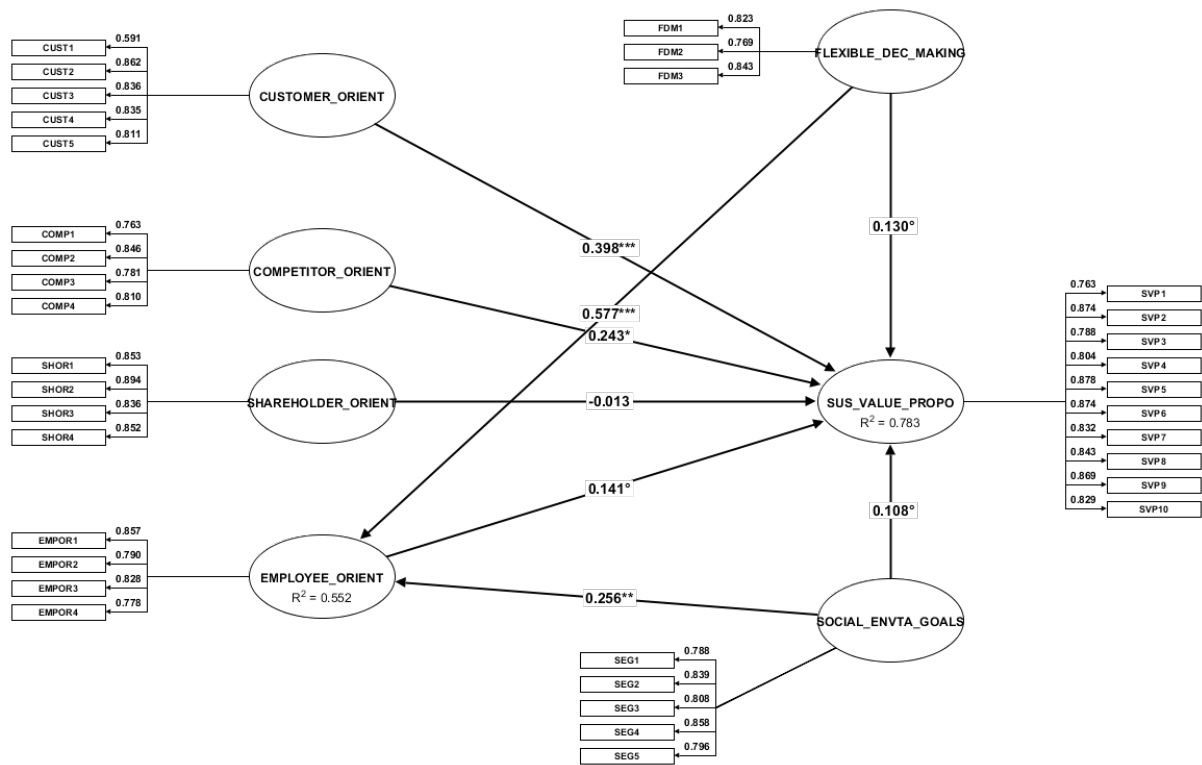 0.591
CUST1
0.862
CUST2
0.836
CUST3
0.835
CUST4
0.811
CUST5
CUSTOMER_ORIENT
0.823
FDM1
0.769
FDM2
0.843
FDM3
FLEXIBLE_DEC_MAKING
0.763
COMP1
0.846
COMP2
0.781
COMP3
0.810
COMP4
COMPETITOR_ORIENT
0.398***
0.130°
0.577***
0.243*
0.853
SHOR1
0.894
SHOR2
0.836
SHOR3
0.852
SHOR4
SHAREHOLDER_ORIENT
-0.013
SUS_VALUE_PROPO
R² = 0.783
0.763
SVP1
0.874
SVP2
0.788
SVP3
0.804
SVP4
0.878
SVP5
0.874
SVP6
0.832
SVP7
0.843
SVP8
0.869
SVP9
0.829
SVP10
0.141°
0.108°
0.857
EMPOR1
0.790
EMPOR2
0.828
EMPOR3
0.778
EMPOR4
EMPLOYEE_ORIENT
R² = 0.552
0.256**
SOCIAL_ENVTA_GOALS
0.788
SEG1
0.839
SEG2
0.808
SEG3
0.858
SEG4
0.796
SEG5